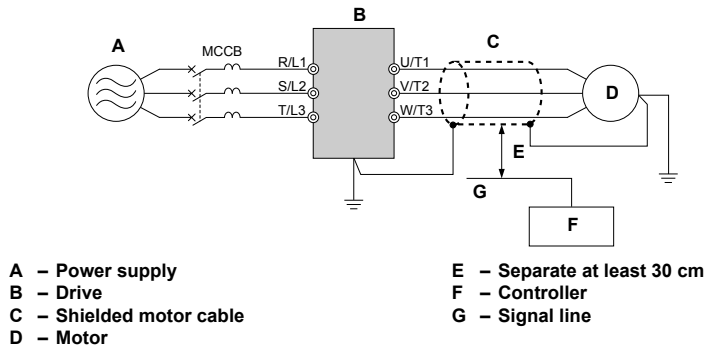 B
A
C
MCCB
R/L1
U/T1
S/L2
V/T2
D
T/L3
W/T3
E
G
F
A – Power supply
B – Drive
C – Shielded motor cable
D – Motor
E – Separate at least 30 cm
F – Controller
G – Signal line